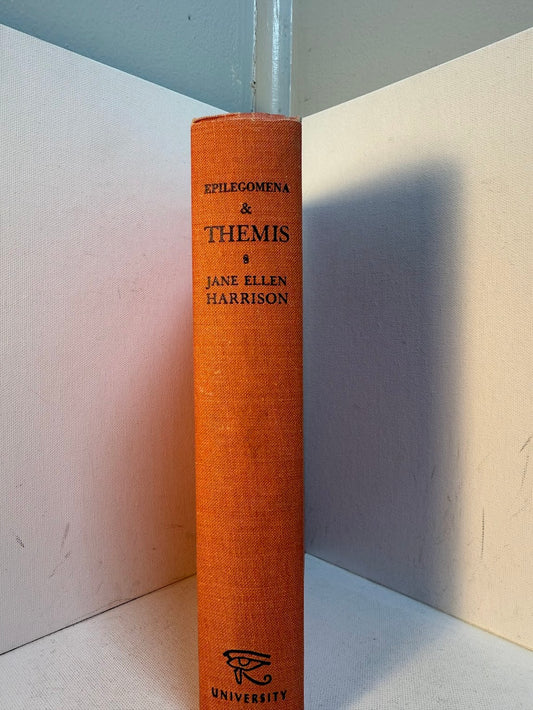 EPILEGOMENA
&
THEMIS
JANE ELLEN
HARRISON
UNIVERSITY